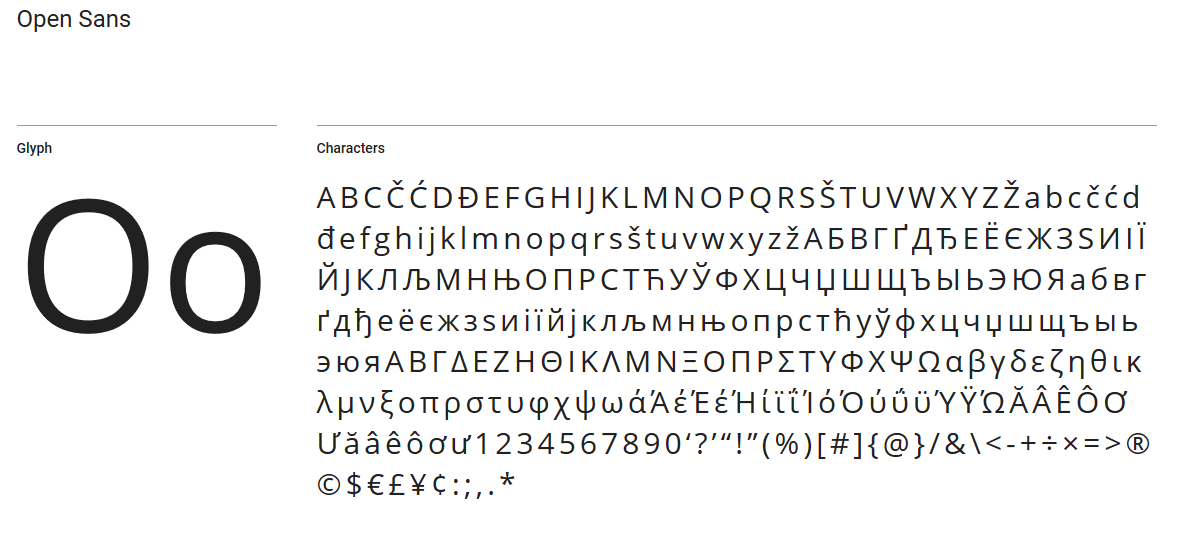 Open Sans
Glyph
Characters
Oo
ABCČĆDĐEFGHIJKLMNOPQRSŠTUVWXYZŽabcčćd
đefghijklmnopqrsštuvwxyzžАБВГҐДЂЕЁЄЖЗЅИІЇ
ЙЈКЛЉМНЊОПРСТЋУЎФХЦЧЏШЩЪЫЬЭЮЯабвг
ґдђеёєжзѕиіїйјклљмнњопрстћуўфхцчџшщъыь
эюяΑΒΓΔΕΖΗΘΙΚΛΜΝΞΟΠΡΣΤΥΦΧΨΩαβγδεζηθικ
λμνξοπρστυφχψωάΆέΈέΉίϊΐΊόΌύΰϋΎΫΏĂÂÊÔƠ
Ưăâêôơư1234567890‘?’“!”(%)[#]{@}/&\<-+÷×=>®
©$€£¥¢:;,.*